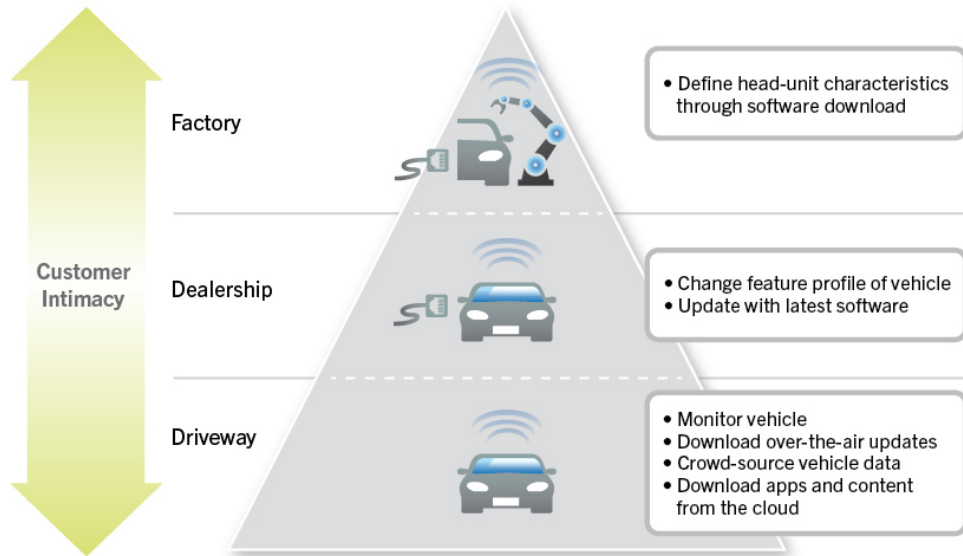 Factory
• Define head-unit characteristics
through software download
Customer
Intimacy
Dealership
• Change feature profile of vehicle
• Update with latest software
Driveway
• Monitor vehicle
• Download over-the-air updates
• Crowd-source vehicle data
• Download apps and content
from the cloud